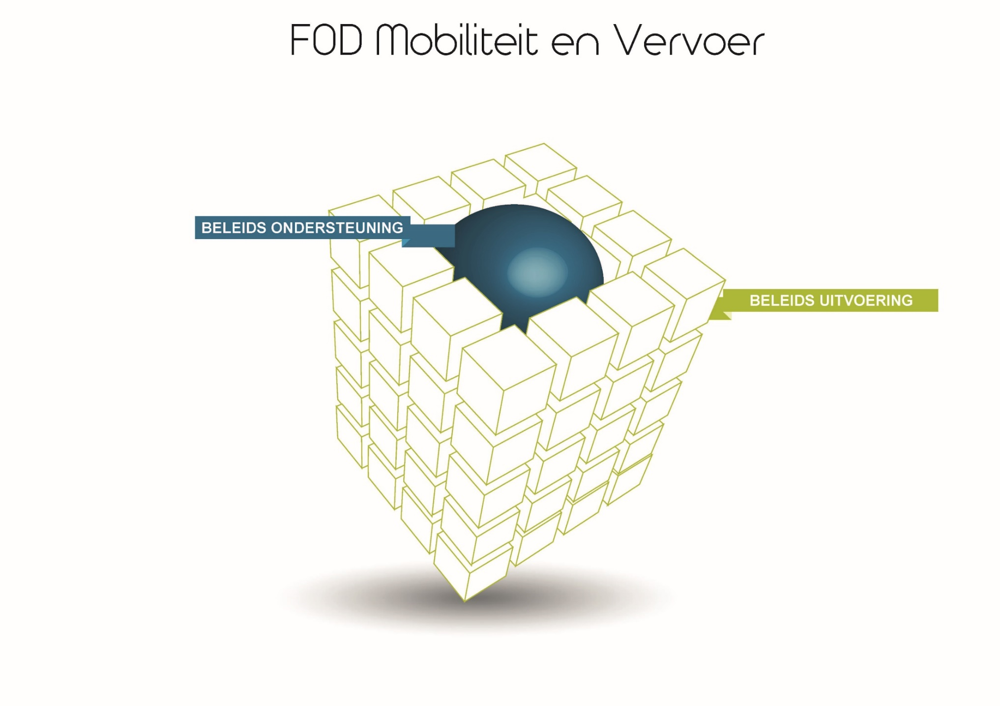 FOD Mobiliteit en Vervoer
BELEIDS ONDERSTEUNING
BELEIDS UITVOERING